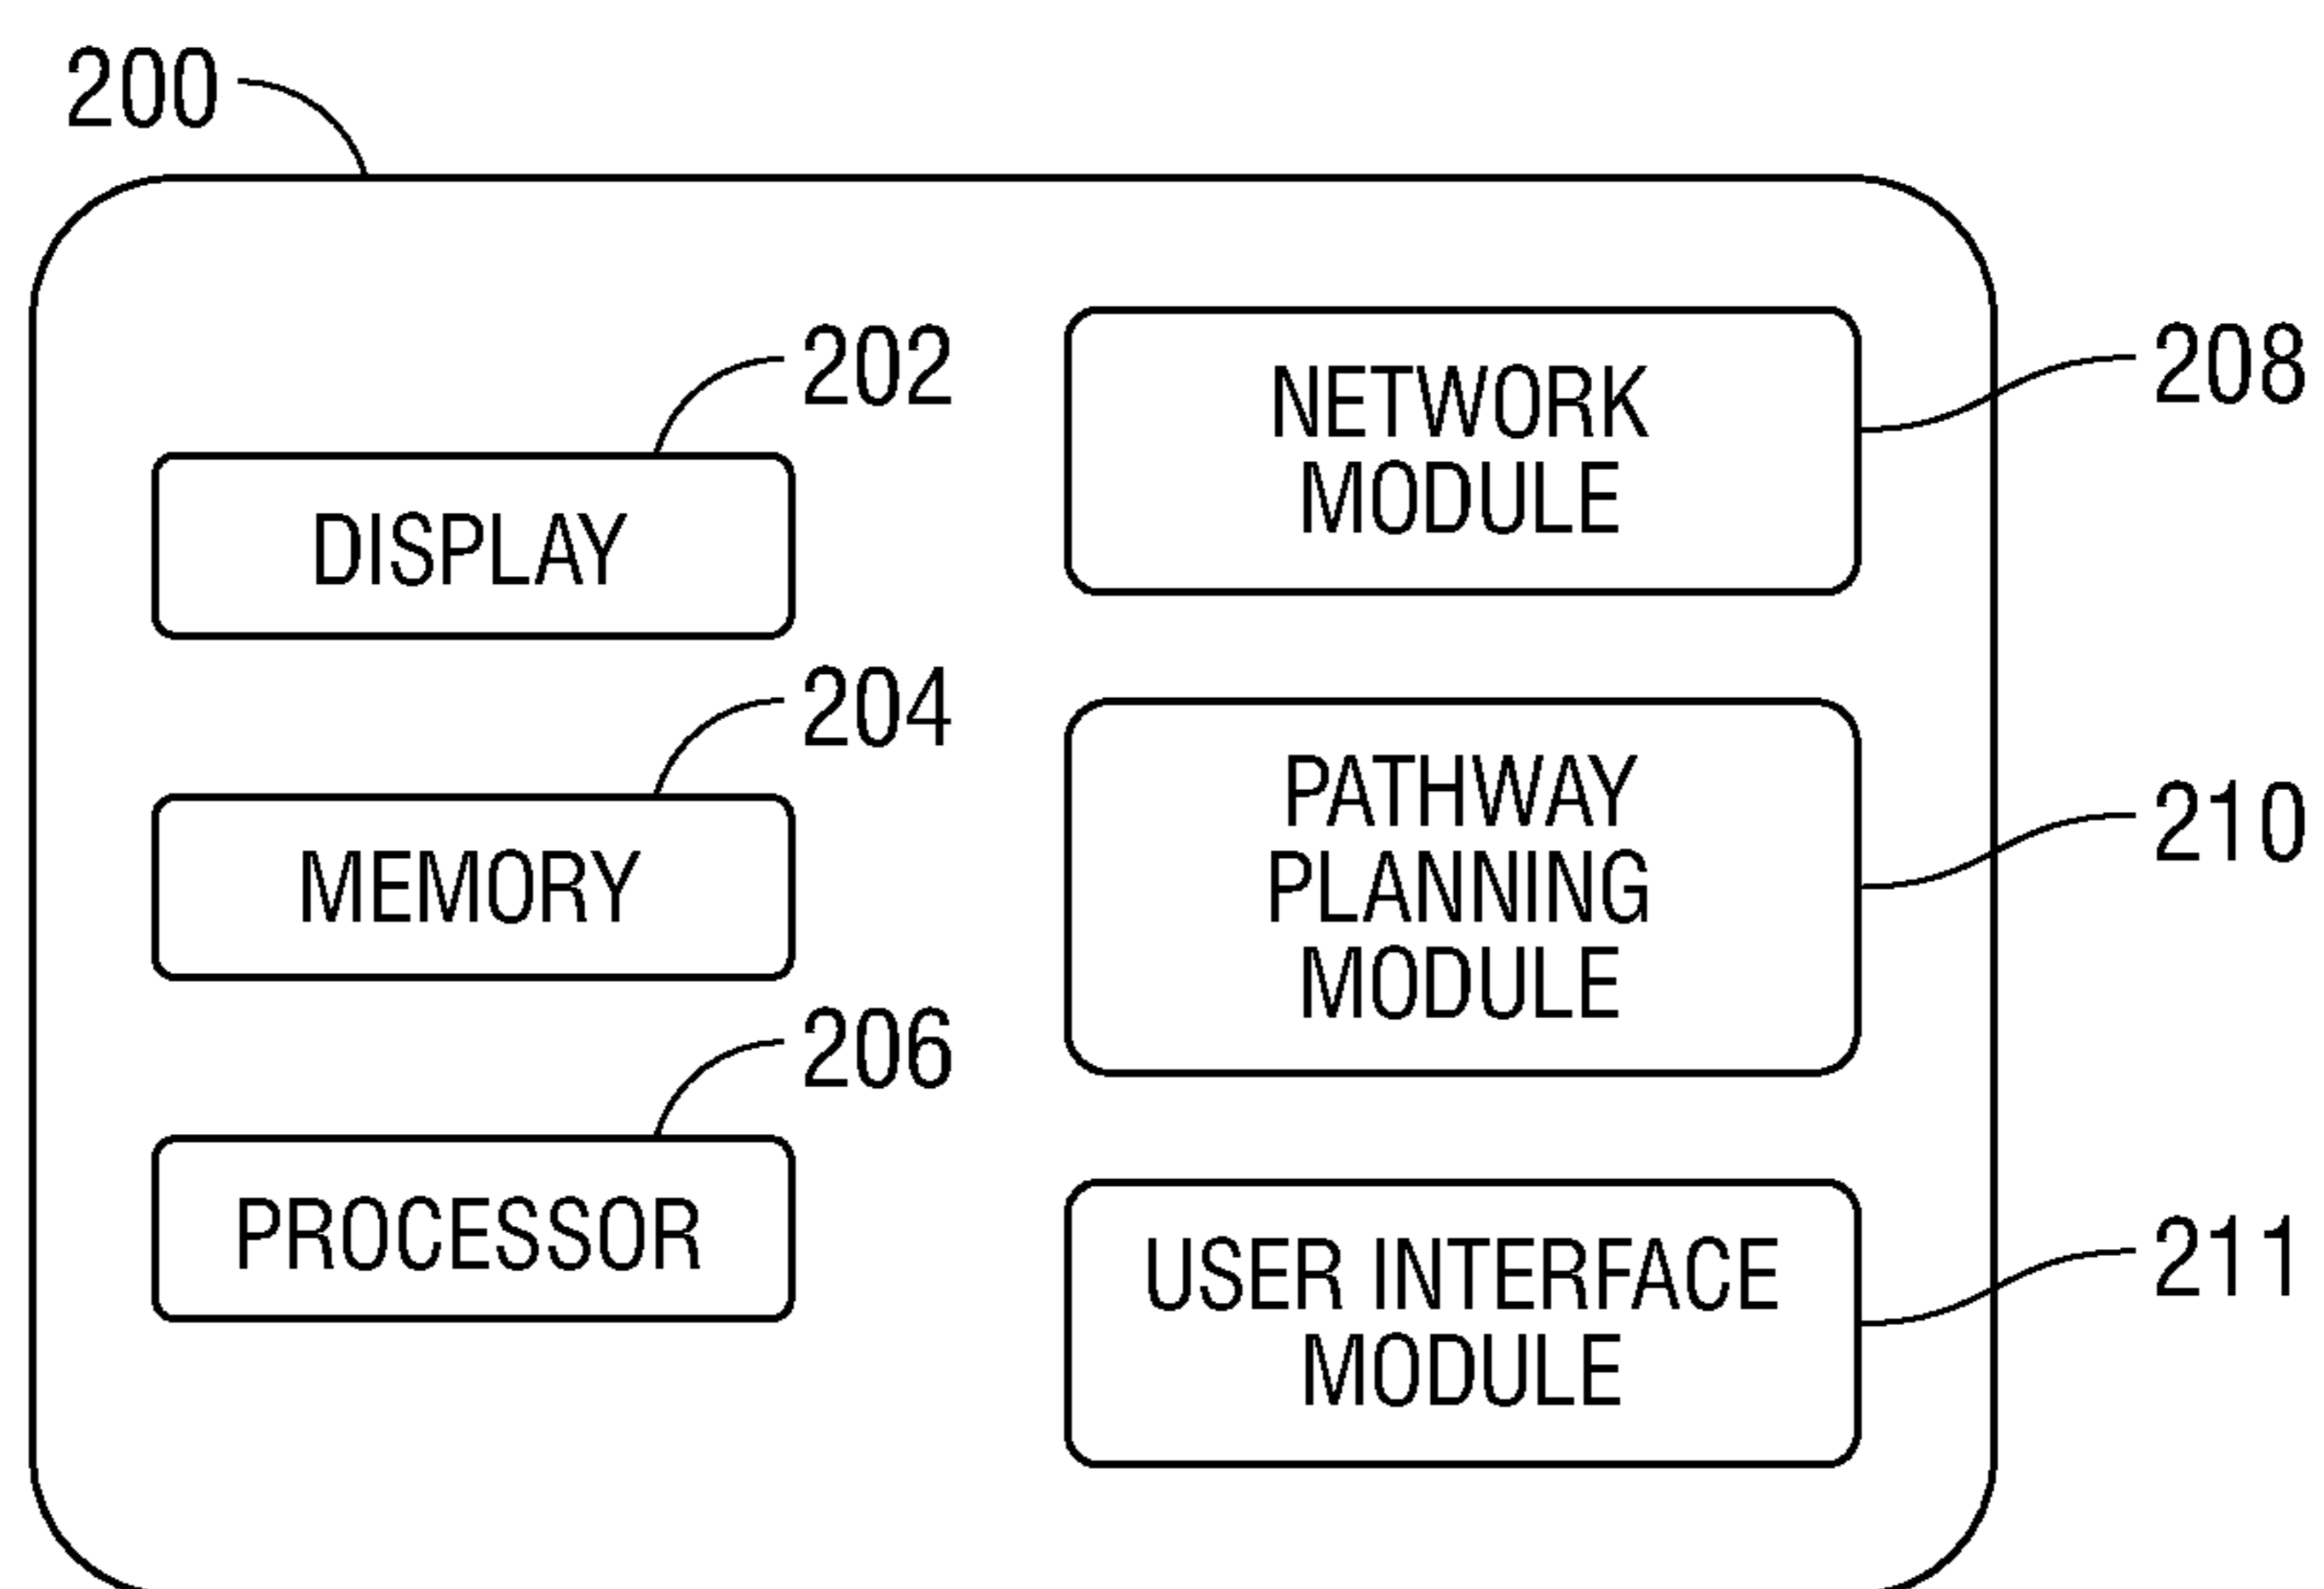 200
202
DISPLAY
204
MEMORY
206
PROCESSOR
NETWORK
MODULE
208
PATHWAY
PLANNING
MODULE
210
USER INTERFACE
MODULE
211